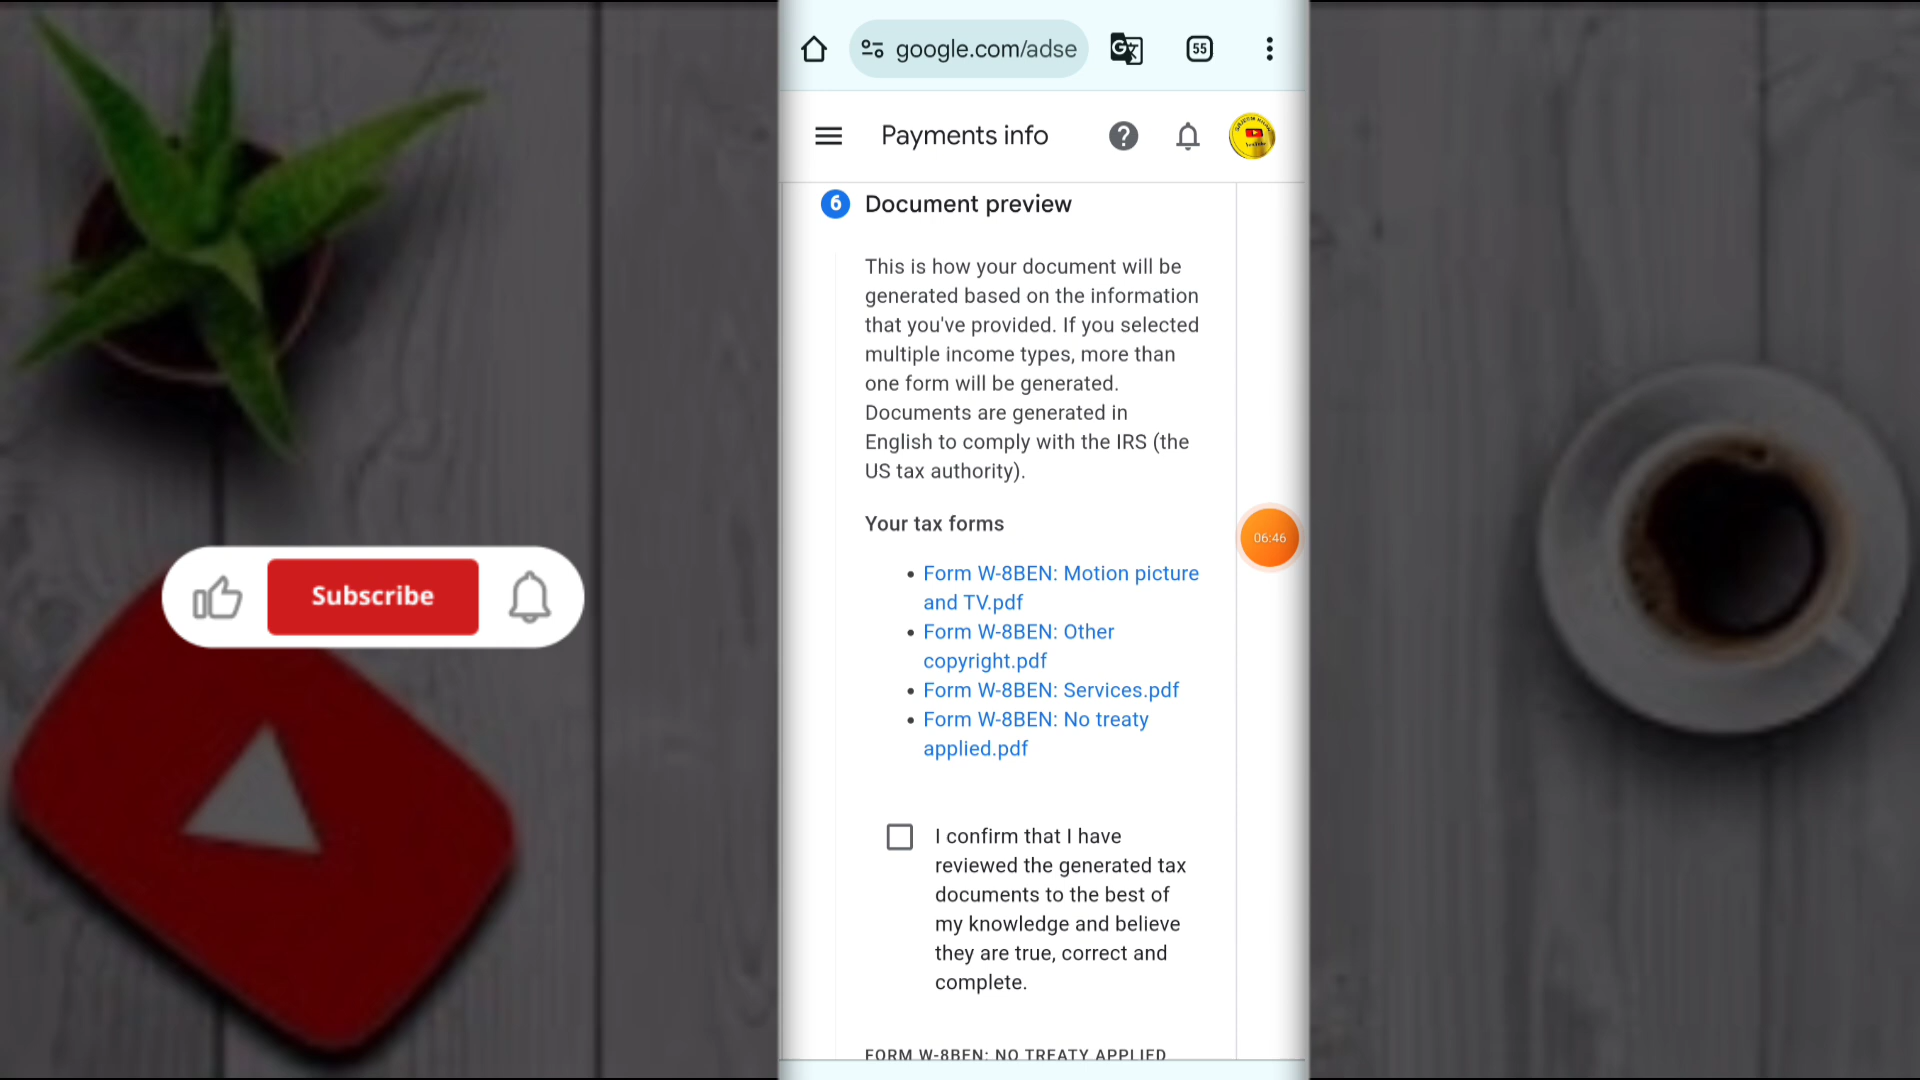 google.com/adse
55
Payments info
6 Document preview
This is how your document will be
generated based on the information
that you've provided. If you selected
multiple income types, more than
one form will be generated.
Documents are generated in
English to comply with the IRS (the
US tax authority).
Your tax forms
06:46
• Form W-8BEN: Motion picture
and TV.pdf
• Form W-8BEN: Other
copyright.pdf
• Form W-8BEN: Services.pdf
• Form W-8BEN: No treaty
applied.pdf
Subscribe
I confirm that I have
reviewed the generated tax
documents to the best of
my knowledge and believe
they are true, correct and
complete.
FORM W-8BEN: NO TREATY APPLIED